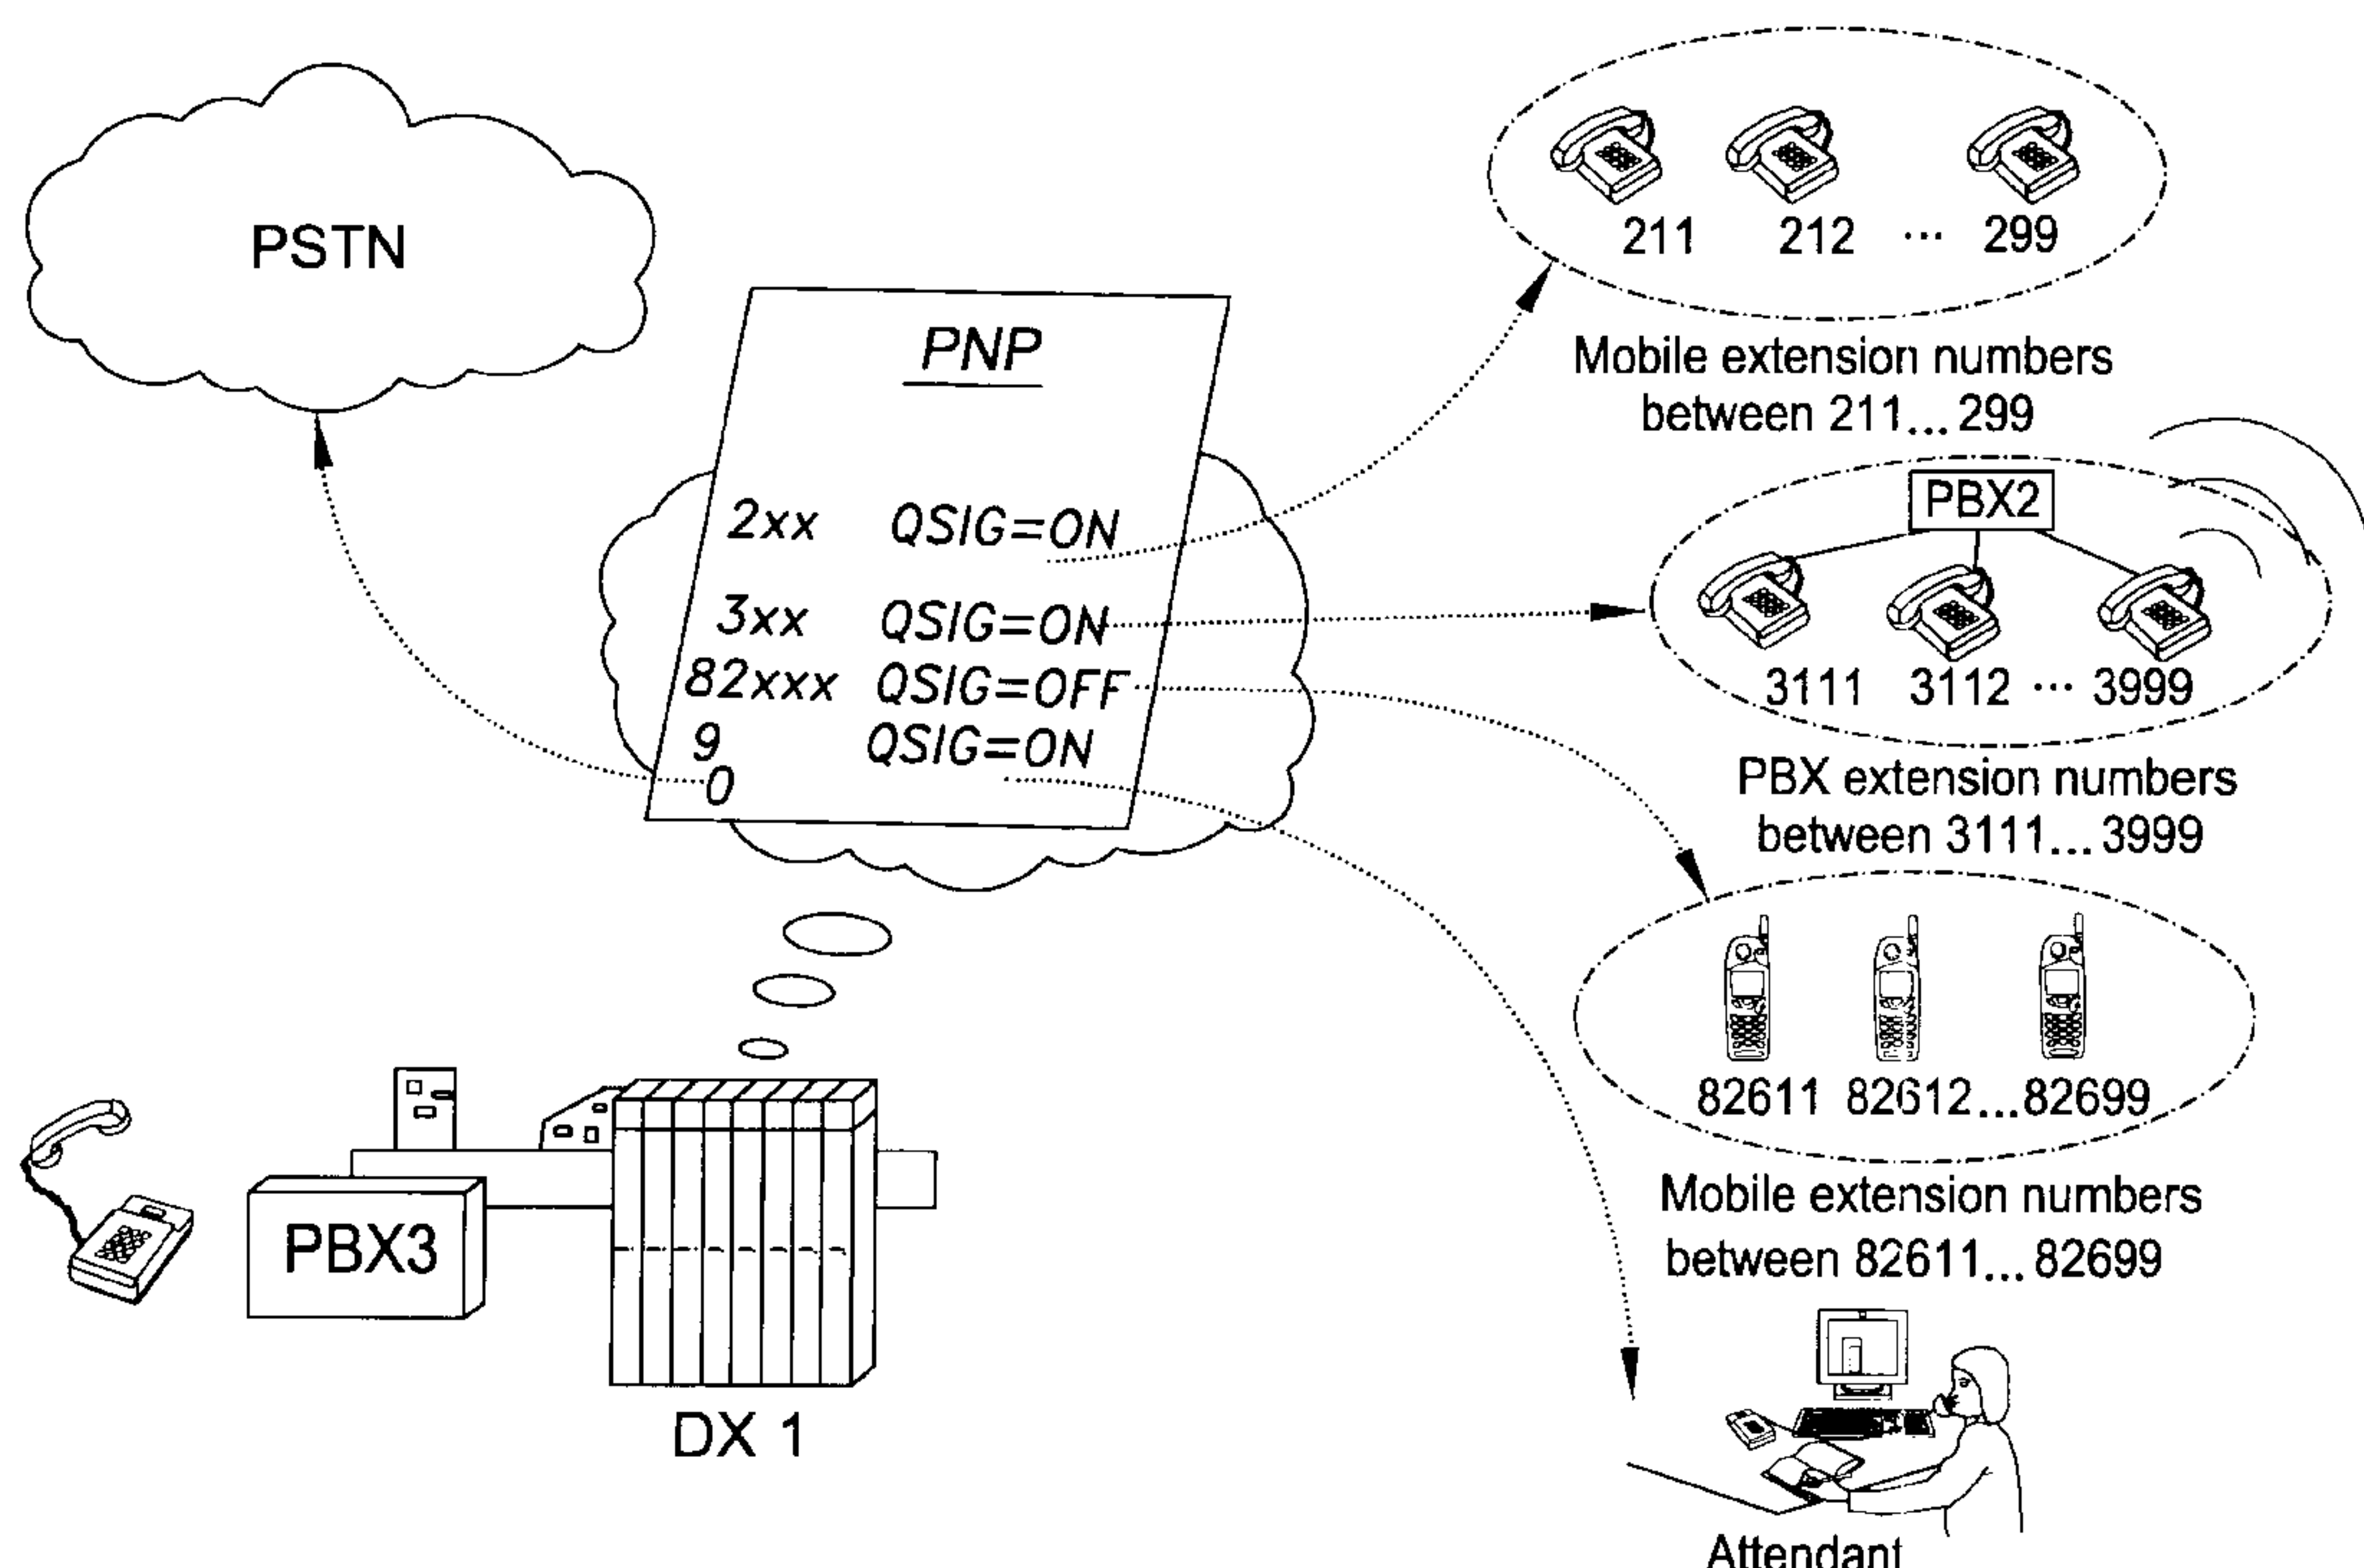 PSTN
PNP
2xx QSIG=ON
3xx QSIG=ON
82xxx QSIG=OFF
9 QSIG=ON
0
211 212 ... 299
Mobile extension numbers
between 211... 299
PBX2
3111 3112 ... 3999
PBX extension numbers
between 3111... 3999
82611 82612...82699
Mobile extension numbers
between 82611... 82699
PBX3
DX 1
Attendant